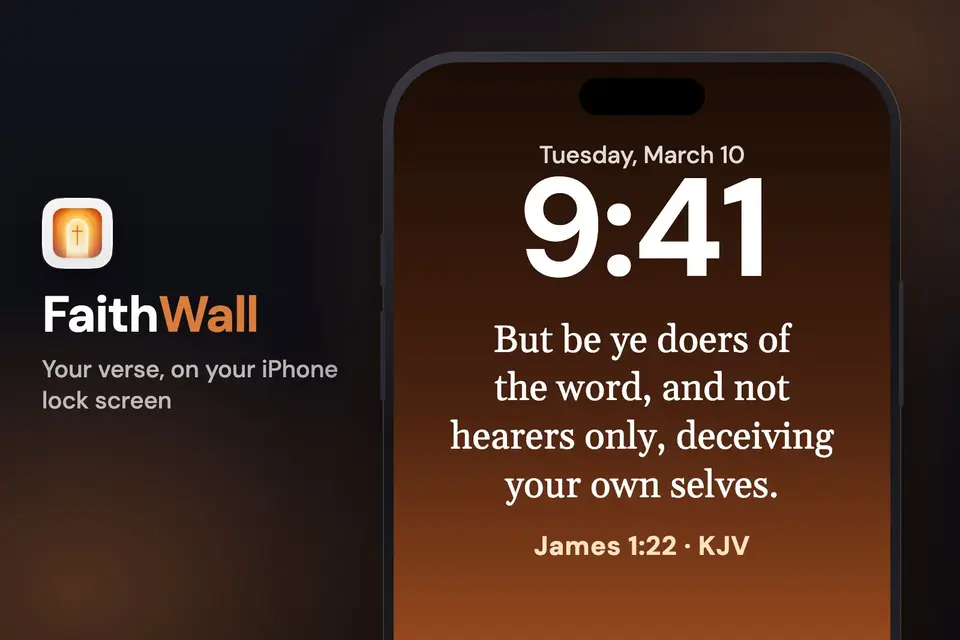 FaithWall
Your verse, on your iPhone
lock screen
Tuesday, March 10
9:41
But be ye doers of
the word, and not
hearers only, deceiving
your own selves.
James 1:22 · KJV